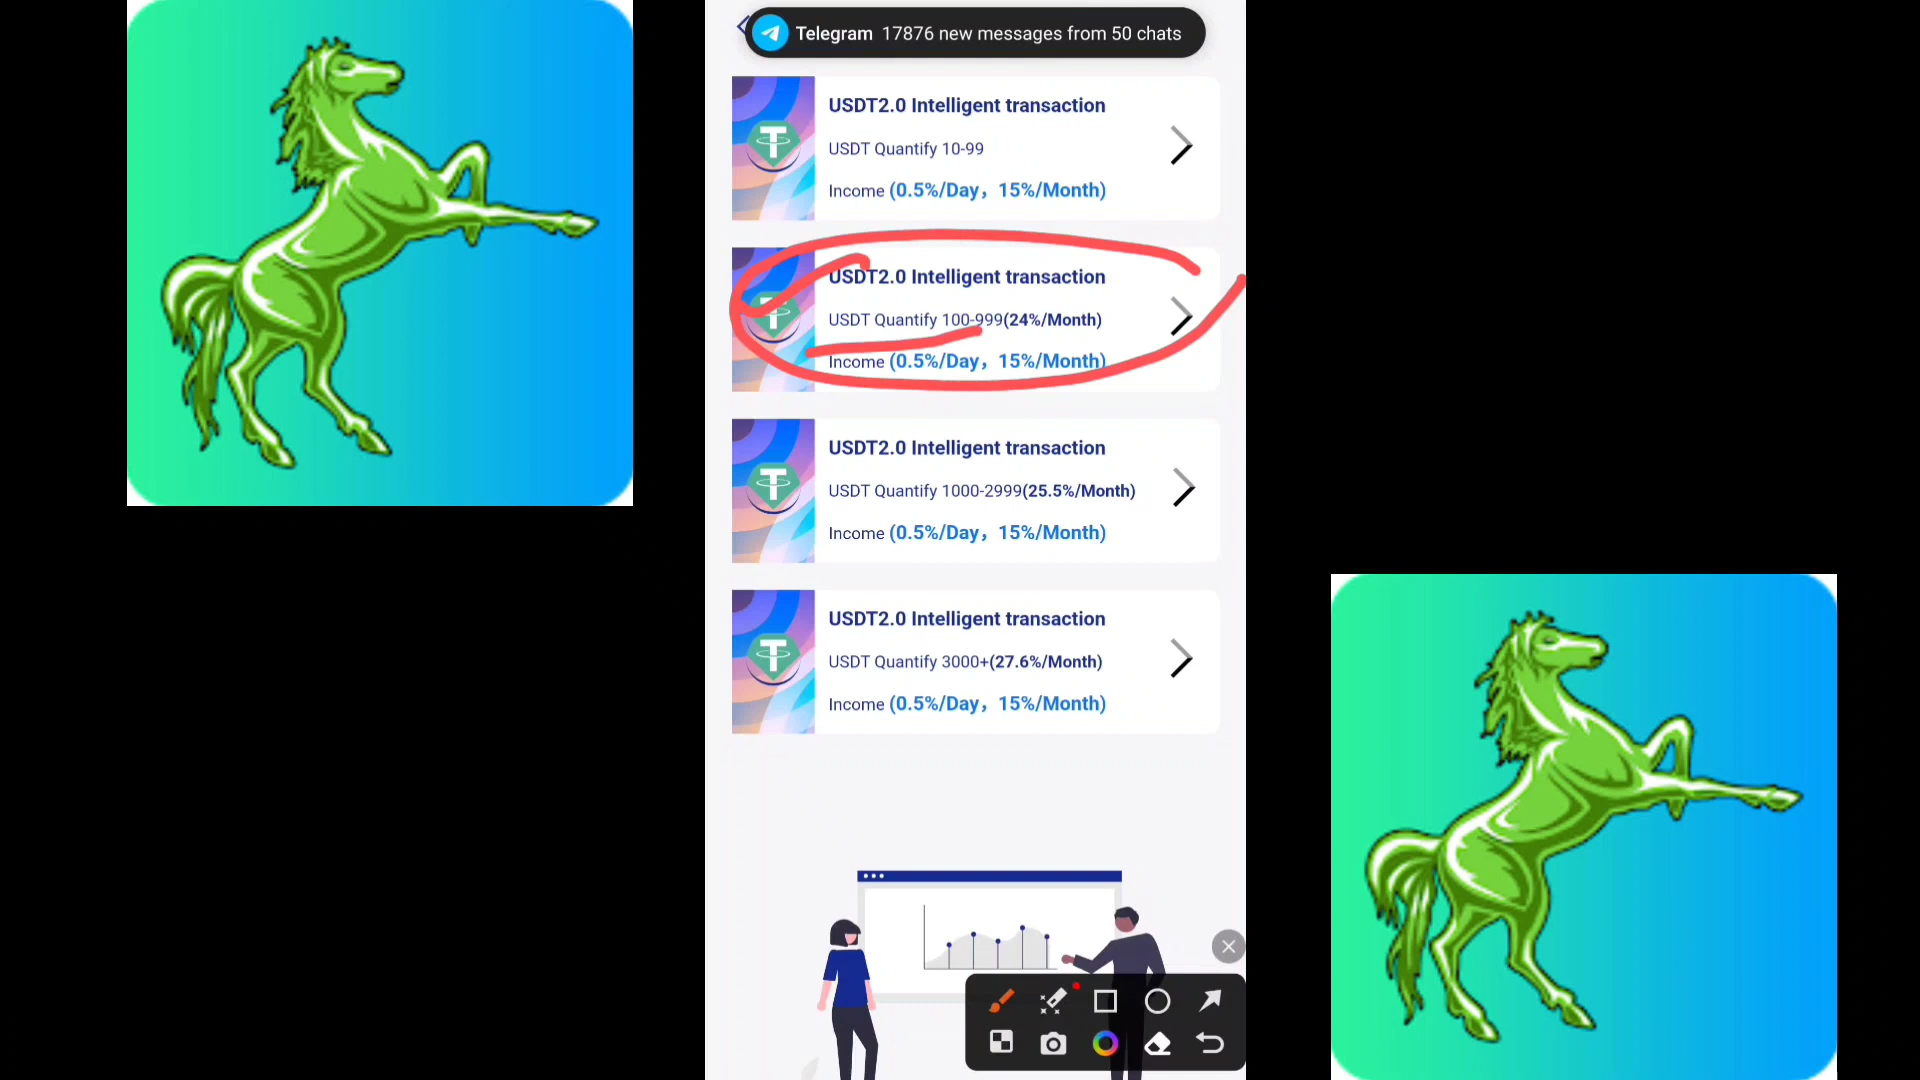 Telegram 17876 new messages from 50 chats
USDT2.0 Intelligent transaction
USDT Quantify 10-99
Income (0.5%/Day，15%/Month)
USDT2.0 Intelligent transaction
USDT Quantify 100-999(24%/Month)
Income (0.5%/Day，15%/Month)
USDT2.0 Intelligent transaction
USDT Quantify 1000-2999(25.5%/Month)
Income (0.5%/Day，15%/Month)
USDT2.0 Intelligent transaction
USDT Quantify 3000+(27.6%/Month)
Income (0.5%/Day，15%/Month)